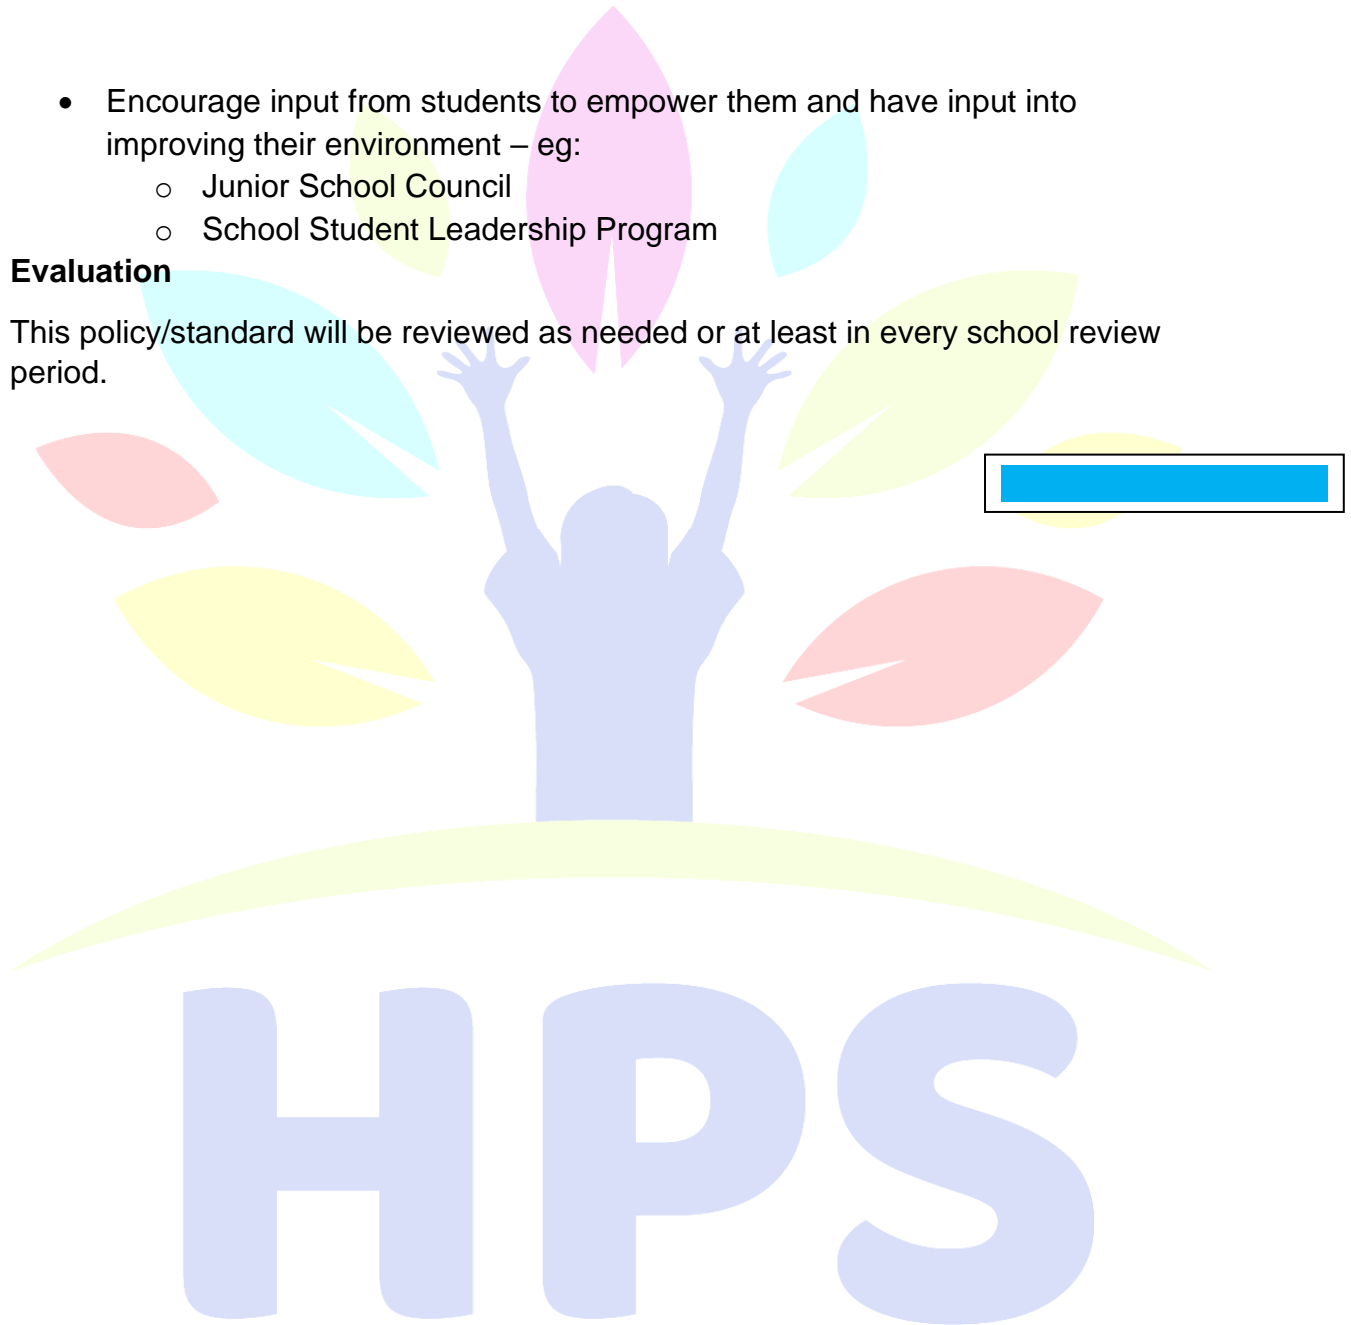 • Encourage input from students to empower them and have input into
improving their environment – eg:
o Junior School Council
o School Student Leadership Program
Evaluation
This policy/standard will be reviewed as needed or at least in every school review
period.
HPS